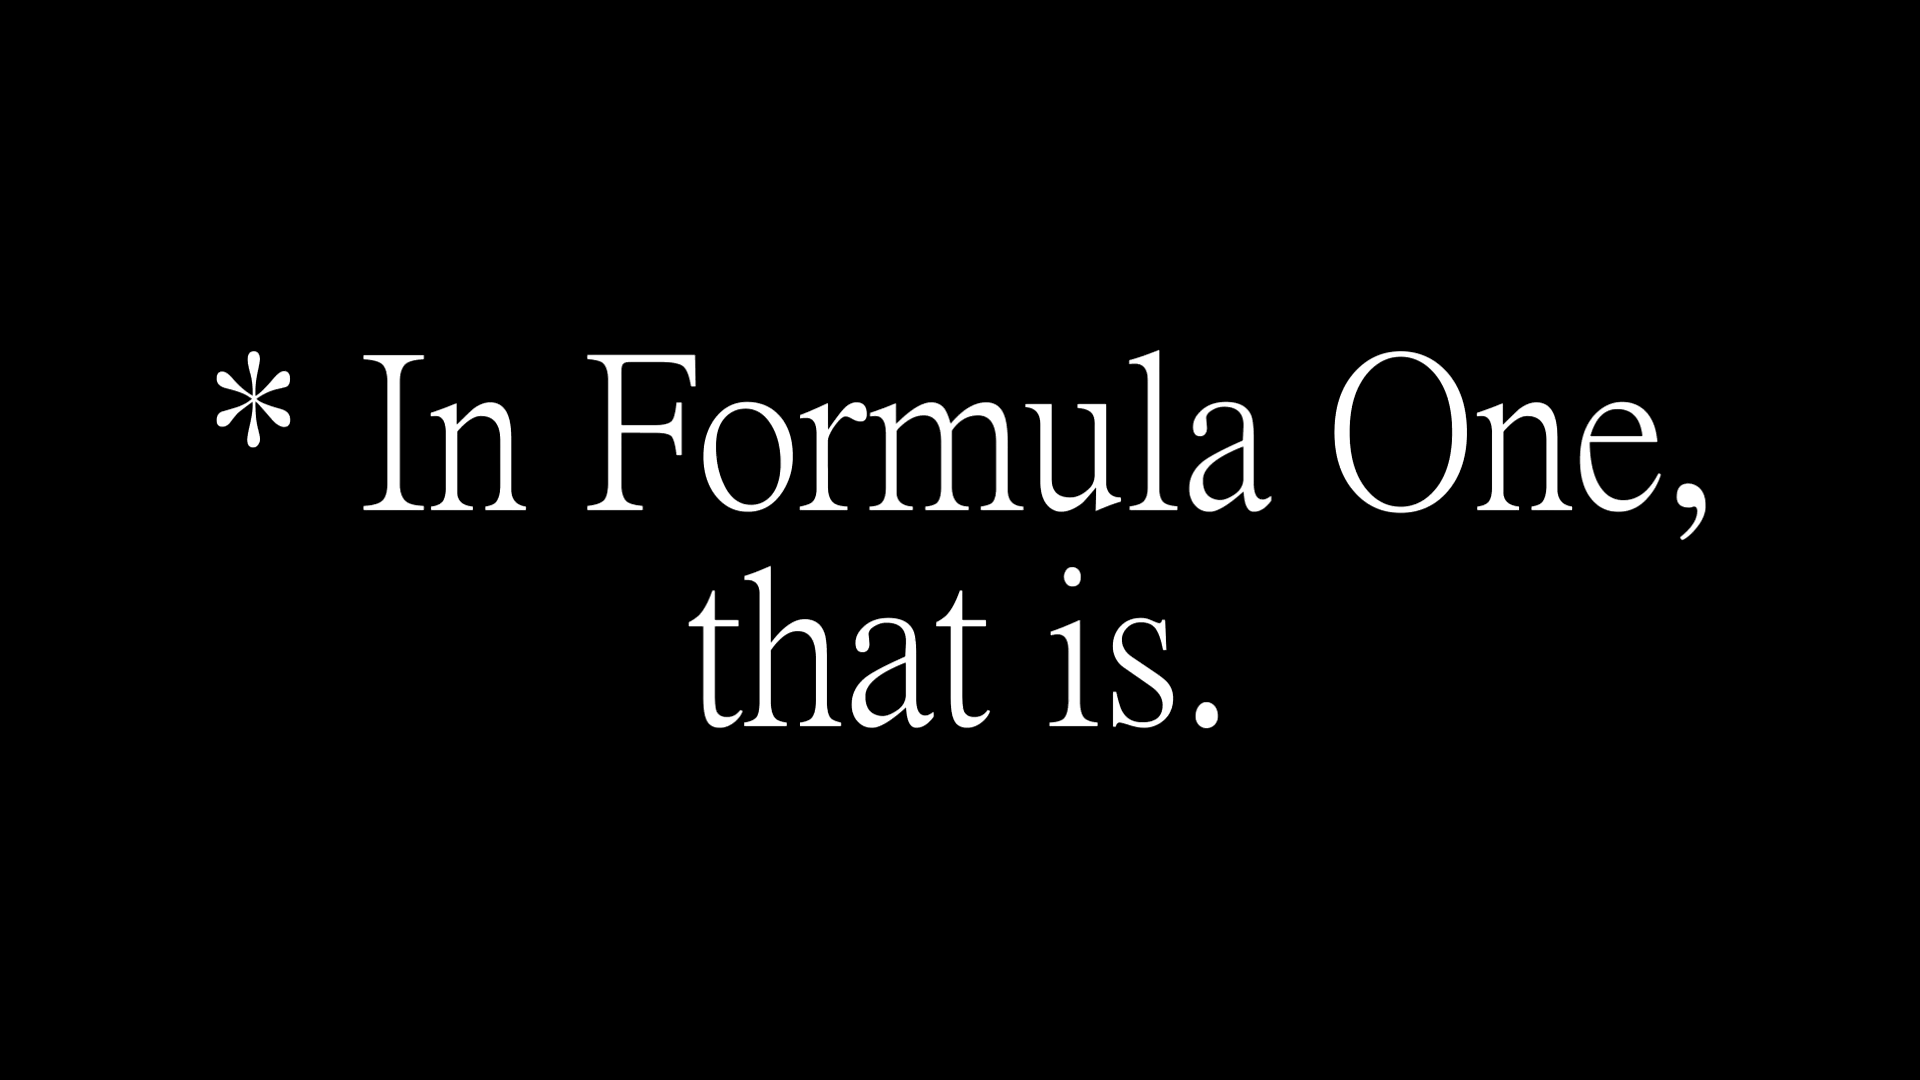 * In Formula One,
that is.